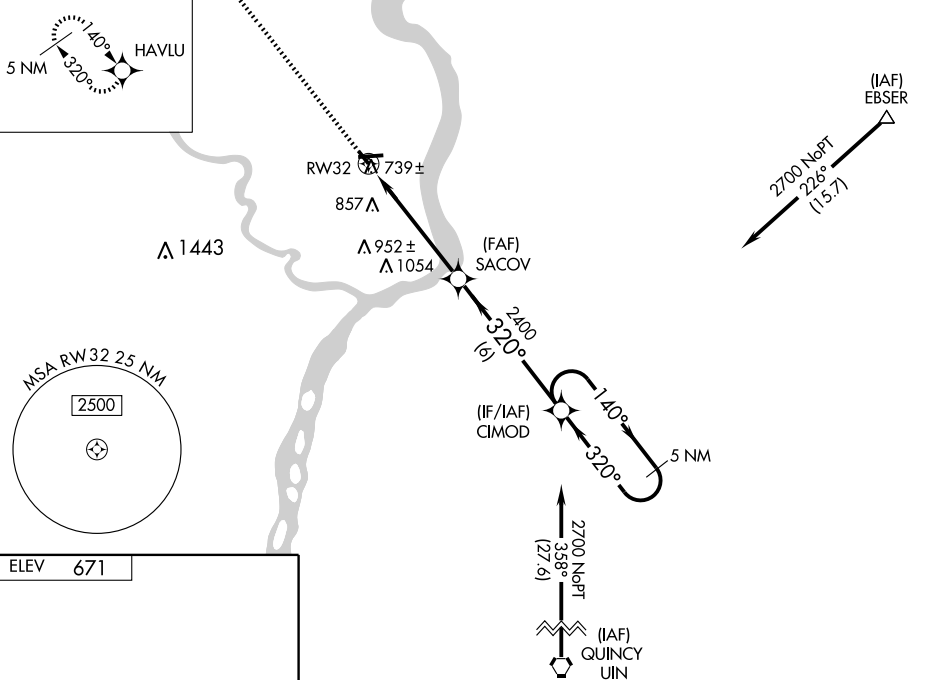 140°
HAVLU
5 NM
320°
(IAF)
EBSER
2700 NoPT
226°
(15.7)
RW32
739±
857
952±
1054
1443
(FAF)
SACOV
2400
320°
(6)
MSA RW32 25 NM
2500
(IF/IAF)
CIMOD
140°
320°
5 NM
2700 NoPT
358°
(27.6)
ELEV 671
(IAF)
QUINCY
UIN